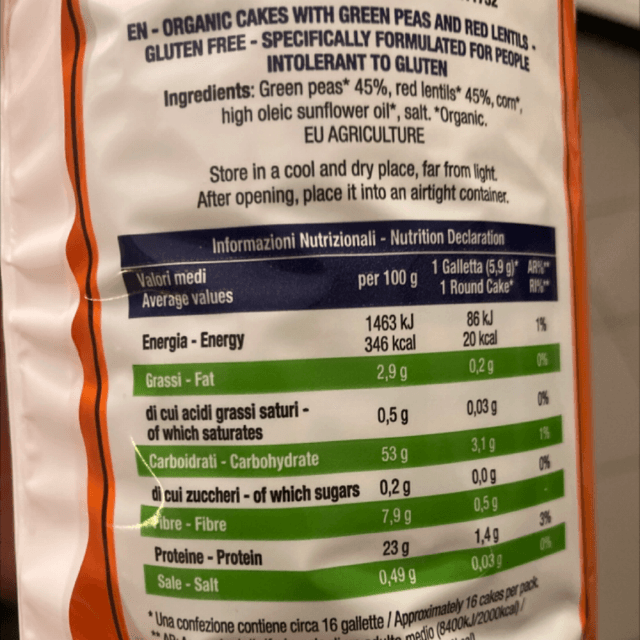 EN - ORGANIC CAKES WITH GREEN PEAS AND RED LENTILS -
GLUTEN FREE - SPECIFICALLY FORMULATED FOR PEOPLE
INTOLERANT TO GLUTEN
Ingredients: Green peas* 45%, red lentils* 45%, corn*,
high oleic sunflower oil*, salt. *Organic.
EU AGRICULTURE
Store in a cool and dry place, far from light.
After opening, place it into an airtight container.
Informazioni Nutrizionali - Nutrition Declaration
Valori medi per 100 g 1 Galletta (5,9 g)* AR%**
Average values 1 Round Cake* RI%**
Energia - Energy 1463 kJ 86 kJ 1%
346 kcal 20 kcal
Grassi - Fat 2,9 g 0,2 g 0%
di cui acidi grassi saturi - 0,5 g 0,03 g 0%
of which saturates
Carboidrati - Carbohydrate 53 g 3,1 g 1%
di cui zuccheri - of which sugars 0,2 g 0,0 g 0%
Fibre - Fibre 7,9 g 0,5 g -
Proteine - Protein 23 g 1,4 g 3%
Sale - Salt 0,49 g 0,03 g 0%
* Una confezione contiene circa 16 gallette / Approximately 16 cakes per pack.
medio (8400kJ/2000kcal) /